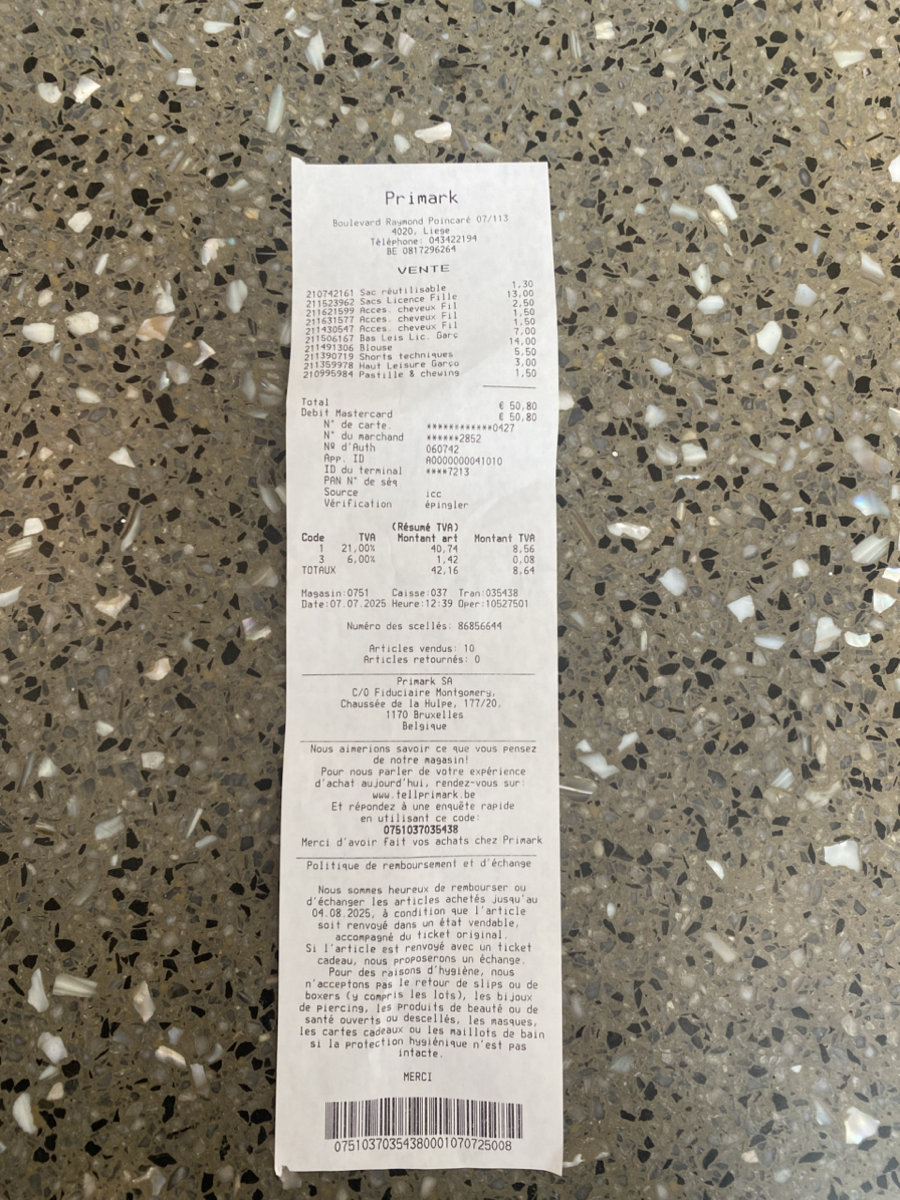 Primark
Boulevard Raymond Poincaré 07/113
4020, Liege
Téléphone: 043422194
BE 0817296264
VENTE
210742161 Sac réutilisable 1,30
211523962 Sacs Licence Fille 13,00
211621599 Acces. cheveux Fil 2,50
211631577 Acces. cheveux Fil 1,50
211430547 Acces. cheveux Fil 1,50
211506167 Bas Leis Lic. Garç 7,00
211491306 Blouse 14,00
211390719 Shorts techniques 5,50
211359978 Haut Leisure Garço 3,00
210995984 Pastille & chewing 1,50
Total € 50,80
Debit Mastercard € 50,80
N° de carte. ************0427
N° du marchand ******2852
Nº d'Auth 060742
App. ID A0000000041010
ID du terminal ****7213
PAN N° de séq
Source icc
Vérification épingler
(Résumé TVA)
Code TVA Montant art Montant TVA
1 21,00% 40,74 8,56
3 6,00% 1,42 0,08
TOTAUX 42,16 8,64
Magasin:0751 Caisse:037 Tran:035438
Date:07.07.2025 Heure:12:39 Oper:10527501
Numéro des scellés: 86856644
Articles vendus: 10
Articles retournés: 0
Primark SA
C/O Fiduciaire Montgomery,
Chaussée de la Hulpe, 177/20,
1170 Bruxelles
Belgique
Nous aimerions savoir ce que vous pensez
de notre magasin!
Pour nous parler de votre expérience
d'achat aujourd'hui, rendez-vous sur:
www.tellprimark.be
Et répondez à une enquête rapide
en utilisant ce code:
0751037035438
Merci d'avoir fait vos achats chez Primark
Politique de remboursement et d'échange
Nous sommes heureux de rembourser ou
d'échanger les articles achetés jusqu'au
04.08.2025, à condition que l'article
soit renvoyé dans un état vendable,
accompagné du ticket original.
Si l'article est renvoyé avec un ticket
cadeau, nous proposerons un échange.
Pour des raisons d'hygiène, nous
n'acceptons pas le retour de slips ou de
boxers (y compris les lots), les bijoux
de piercing, les produits de beauté ou de
santé ouverts ou descellés, les masques,
les cartes cadeaux ou les maillots de bain
si la protection hygiénique n'est pas
intacte.
MERCI
07510370354380001070725008